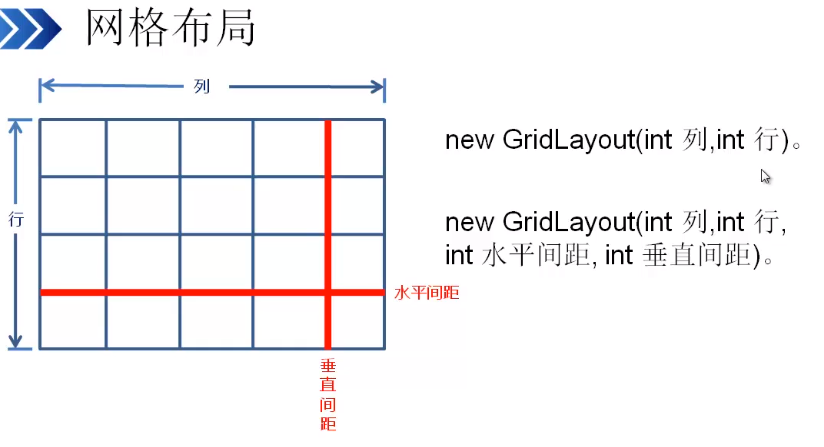 网格布局
列
行
水平间距
垂直间距
new GridLayout(int 列,int 行)。
new GridLayout(int 列,int 行,
int 水平间距, int 垂直间距)。